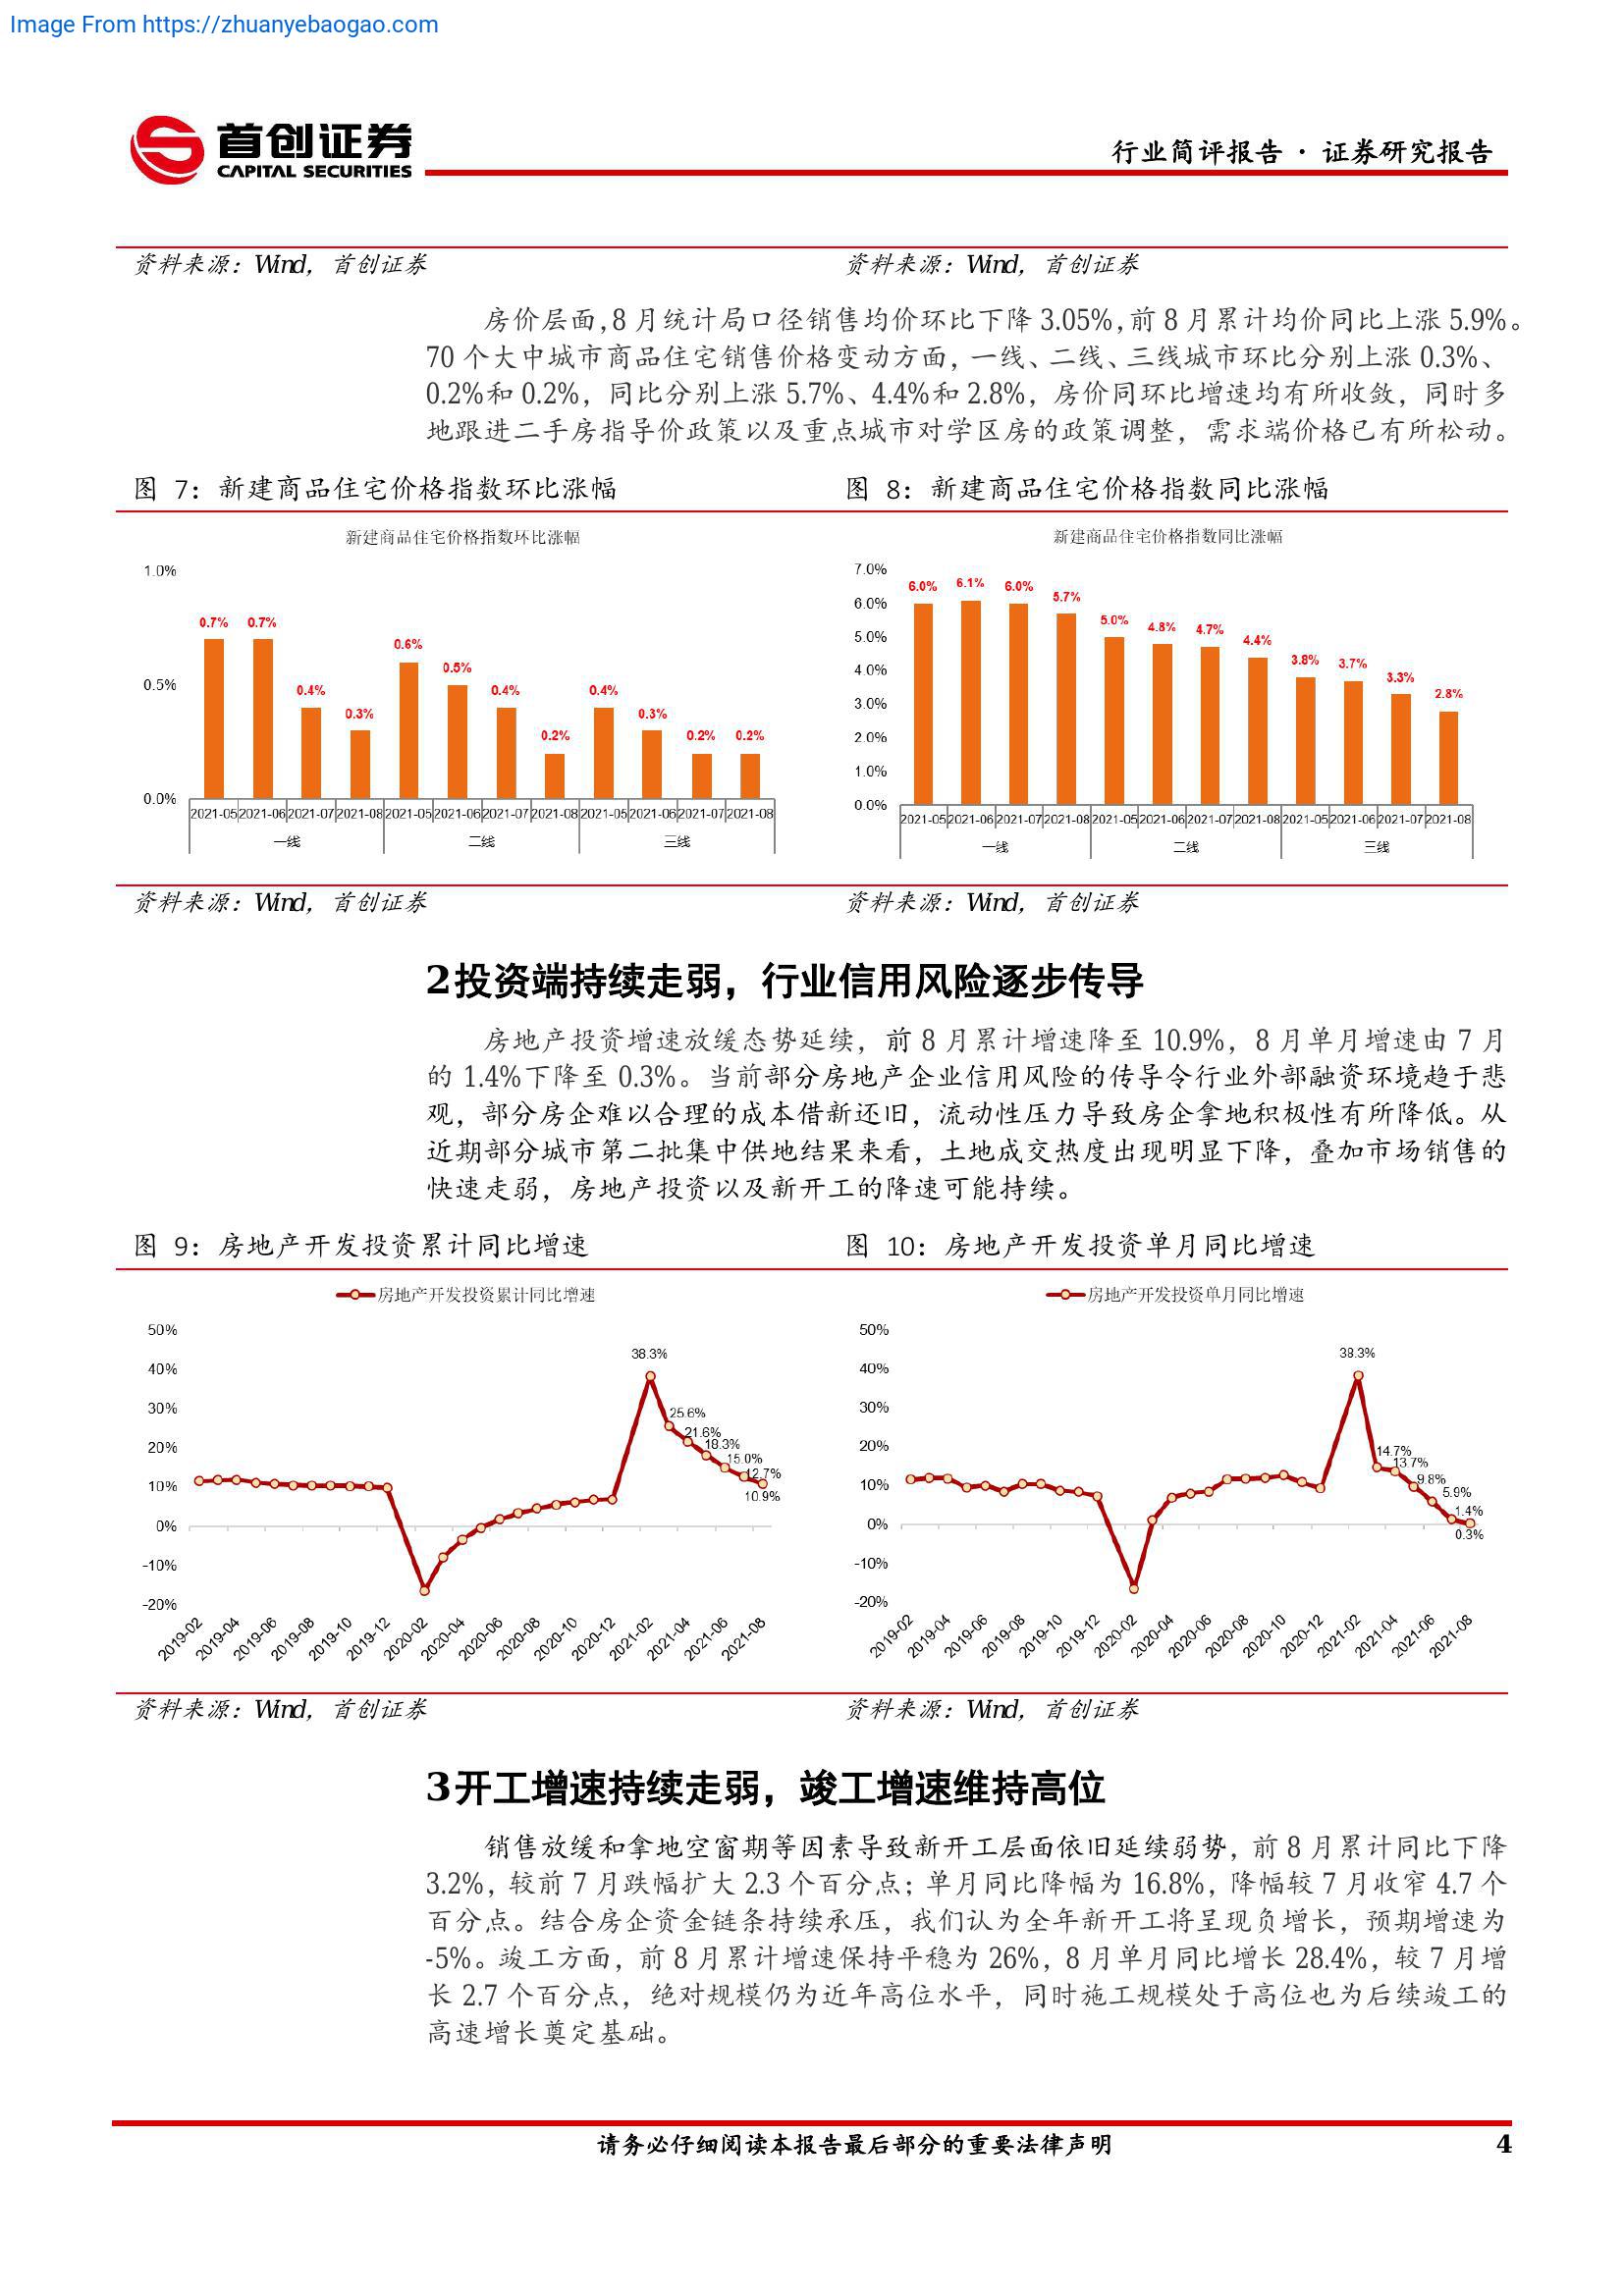 Image From https://zhuanyebaogao.com
首创证券
CAPITAL SECURITIES
行业简评报告 · 证券研究报告
资料来源：Wind，首创证券
资料来源：Wind，首创证券
房价层面，8 月统计局口径销售均价环比下降 3.05%，前 8 月累计均价同比上涨 5.9%。
70 个大中城市商品住宅销售价格变动方面，一线、二线、三线城市环比分别上涨 0.3%、
0.2%和 0.2%，同比分别上涨 5.7%、4.4%和 2.8%，房价同环比增速均有所收敛，同时多
地跟进二手房指导价政策以及重点城市对学区房的政策调整，需求端价格已有所松动。
图 7：新建商品住宅价格指数环比涨幅
新建商品住宅价格指数环比涨幅
1.0%
0.5%
0.0%
0.7% 0.7% 0.4% 0.3% 0.6% 0.5% 0.4% 0.2% 0.4% 0.3% 0.2% 0.2%
2021-05 2021-06 2021-07 2021-08 2021-05 2021-06 2021-07 2021-08 2021-05 2021-06 2021-07 2021-08
一线 二线 三线
图 8：新建商品住宅价格指数同比涨幅
新建商品住宅价格指数同比涨幅
7.0%
6.0%
5.0%
4.0%
3.0%
2.0%
1.0%
0.0%
6.0% 6.1% 6.0% 5.7% 5.0% 4.8% 4.7% 4.4% 3.8% 3.7% 3.3% 2.8%
2021-05 2021-06 2021-07 2021-08 2021-05 2021-06 2021-07 2021-08 2021-05 2021-06 2021-07 2021-08
一线 二线 三线
资料来源：Wind，首创证券
资料来源：Wind，首创证券
2投资端持续走弱，行业信用风险逐步传导
房地产投资增速放缓态势延续，前 8 月累计增速降至 10.9%，8 月单月增速由 7 月
的 1.4%下降至 0.3%。当前部分房地产企业信用风险的传导令行业外部融资环境趋于悲
观，部分房企难以合理的成本借新还旧，流动性压力导致房企拿地积极性有所降低。从
近期部分城市第二批集中供地结果来看，土地成交热度出现明显下降，叠加市场销售的
快速走弱，房地产投资以及新开工的降速可能持续。
图 9：房地产开发投资累计同比增速
房地产开发投资累计同比增速
50%
40%
30%
20%
10%
0%
-10%
-20%
38.3%
25.6%
21.6%
18.3%
15.0%
12.7%
10.9%
2019-02 2019-04 2019-06 2019-08 2019-10 2019-12 2020-02 2020-04 2020-06 2020-08 2020-10 2020-12 2021-02 2021-04 2021-06 2021-08
图 10：房地产开发投资单月同比增速
房地产开发投资单月同比增速
50%
40%
30%
20%
10%
0%
-10%
-20%
38.3%
14.7%
13.7%
9.8%
5.9%
1.4%
0.3%
2019-02 2019-04 2019-06 2019-08 2019-10 2019-12 2020-02 2020-04 2020-06 2020-08 2020-10 2020-12 2021-02 2021-04 2021-06 2021-08
资料来源：Wind，首创证券
资料来源：Wind，首创证券
3开工增速持续走弱，竣工增速维持高位
销售放缓和拿地空窗期等因素导致新开工层面依旧延续弱势，前 8 月累计同比下降
3.2%，较前 7 月跌幅扩大 2.3 个百分点；单月同比降幅为 16.8%，降幅较 7 月收窄 4.7 个
百分点。结合房企资金链条持续承压，我们认为全年新开工将呈现负增长，预期增速为
-5%。竣工方面，前 8 月累计增速保持平稳为 26%，8 月单月同比增长 28.4%，较 7 月增
长 2.7 个百分点，绝对规模仍为近年高位水平，同时施工规模处于高位也为后续竣工的
高速增长奠定基础。
请务必仔细阅读本报告最后部分的重要法律声明
4